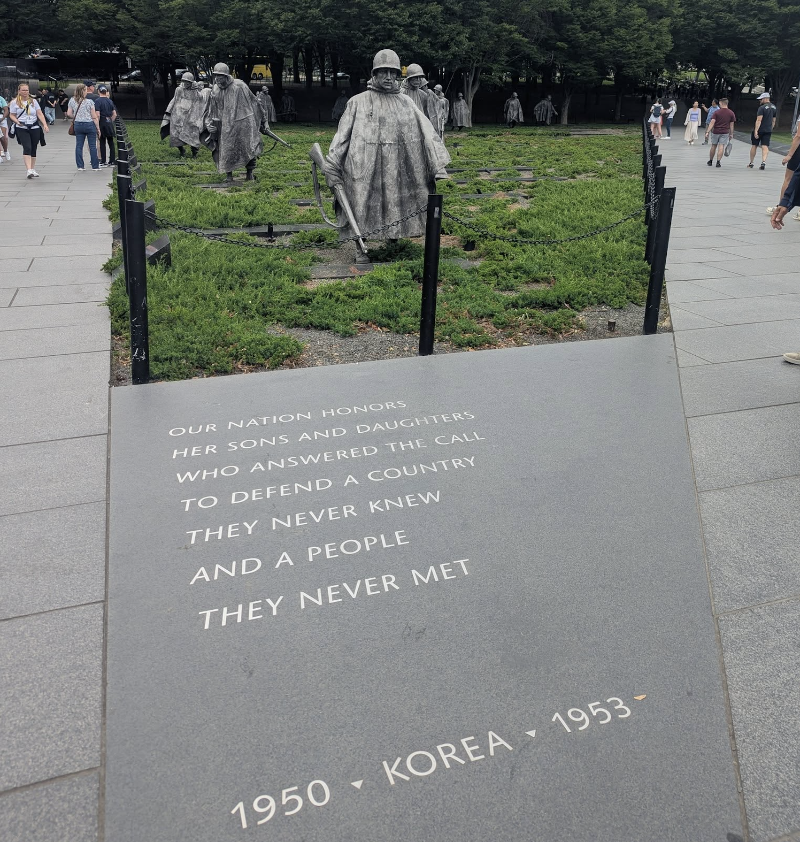 OUR NATION HONORS
HER SONS AND DAUGHTERS
WHO ANSWERED THE CALL
TO DEFEND A COUNTRY
THEY NEVER KNEW
AND A PEOPLE
THEY NEVER MET
1950 ▾ KOREA ▾ 1953